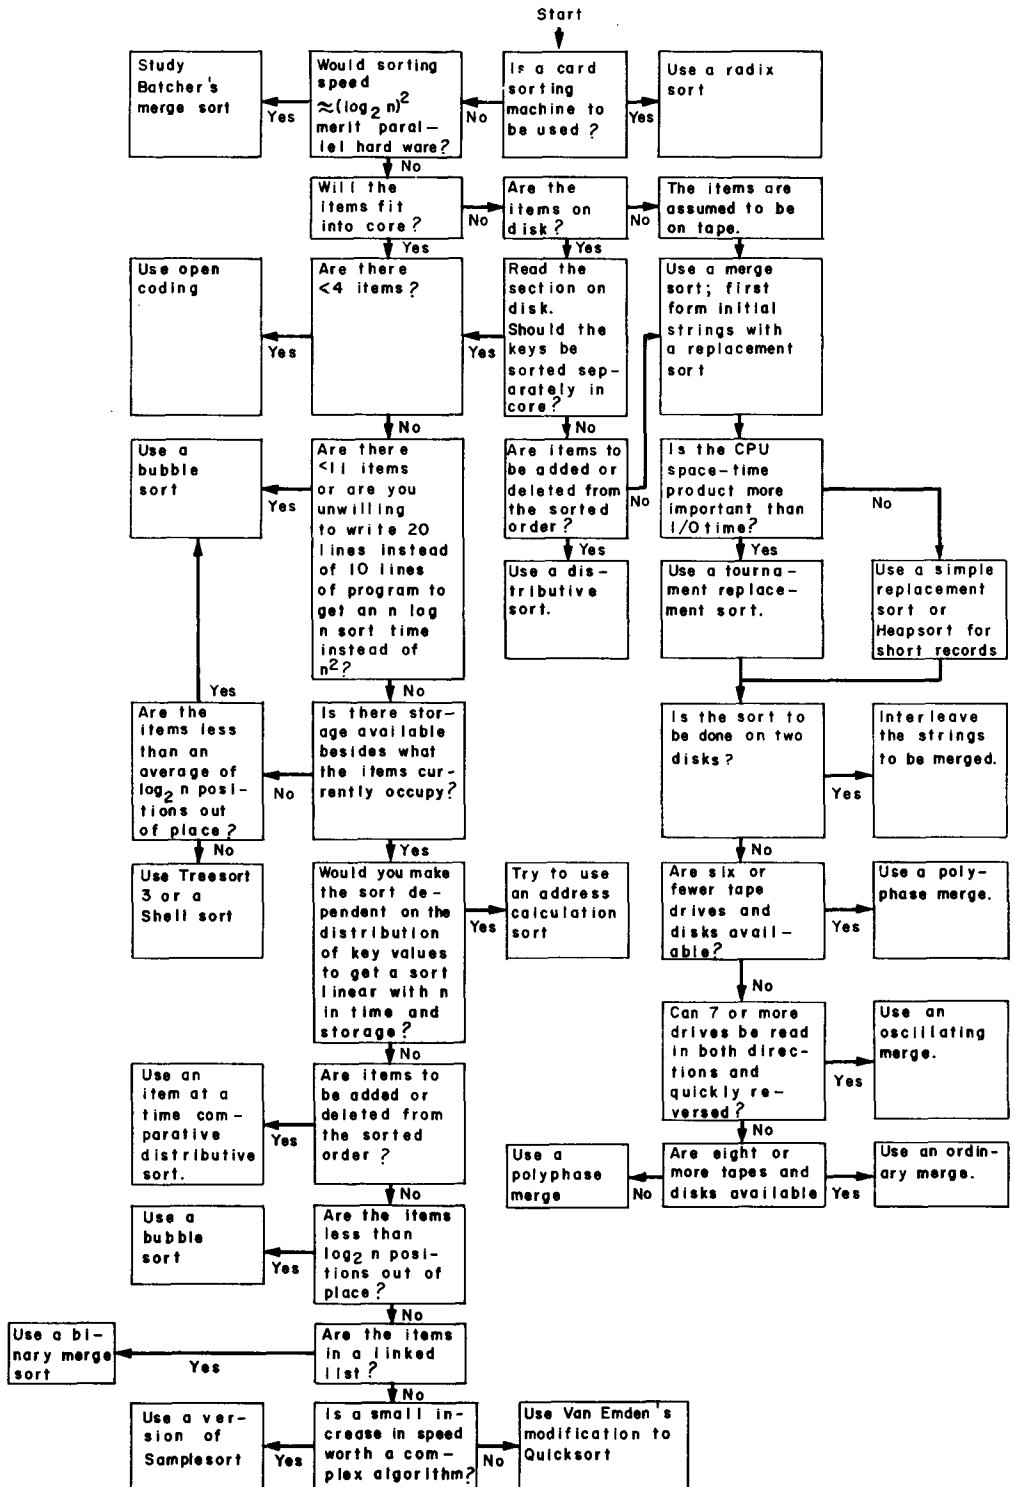 Start
Study
Batcher's
merge sort
Yes
Would sorting
speed
≈(log2 n)2
merit paral-
lel hard ware?
No
Is a card
sorting
machine to
be used ?
Yes
Use a radix
sort
No
Will the
items fit
into core?
No
Are the
items on
disk?
No
The items are
assumed to be
on tape.
Yes
Yes
Use open
coding
Yes
Are there
<4 items?
Yes
Read the
section on
disk.
Should the
keys be
sorted sep-
arately in
core?
Use a merge
sort; first
form initial
strings with
a replacement
sort
No
No
Use a
bubble
sort
Yes
Are there
<11 items
or are you
unwilling
to write 20
lines instead
of 10 lines
of program to
get an n log
n sort time
instead of
n2?
Are items to
be added or
deleted from
the sorted
order?
No
Is the CPU
space-time
product more
important than
I/O time?
No
Yes
Yes
Use a dis-
tributive
sort.
Use a tourna-
ment replace-
ment sort.
Use a simple
replacement
sort or
Heapsort for
short records
Yes
No
Are the
items less
than an
average of
log2 n posi-
tions out
of place?
No
Is there stor-
age available
besides what
the items cur-
rently occupy?
Is the sort to
be done on two
disks?
Yes
Interleave
the strings
to be merged.
No
Yes
No
Use Treesort
3 or a
Shell sort
Would you make
the sort de-
pendent on the
distribution
of key values
to get a sort
linear with n
in time and
storage?
Yes
Try to use
an address
calculation
sort
Are six or
fewer tape
drives and
disks avail-
able?
Yes
Use a poly-
phase merge.
No
No
Can 7 or more
drives be read
in both direc-
tions and
quickly re-
versed?
Yes
Use an
oscillating
merge.
Use an
item at a
time com-
parative
distributive
sort.
Yes
Are items to
be added or
deleted from
the sorted
order ?
No
Use a
polyphase
merge
No
Are eight or
more tapes and
disks available
Yes
Use an ordin-
ary merge.
No
Use a
bubble
sort
Yes
Are the items
less than
log2 n posi-
tions out of
place?
No
Use a bi-
nary merge
sort
Yes
Are the items
in a linked
list?
No
Use a ver-
sion of
Samplesort
Yes
Is a small in-
crease in speed
worth a com-
plex algorithm?
No
Use Van Emden's
modification to
Quicksort